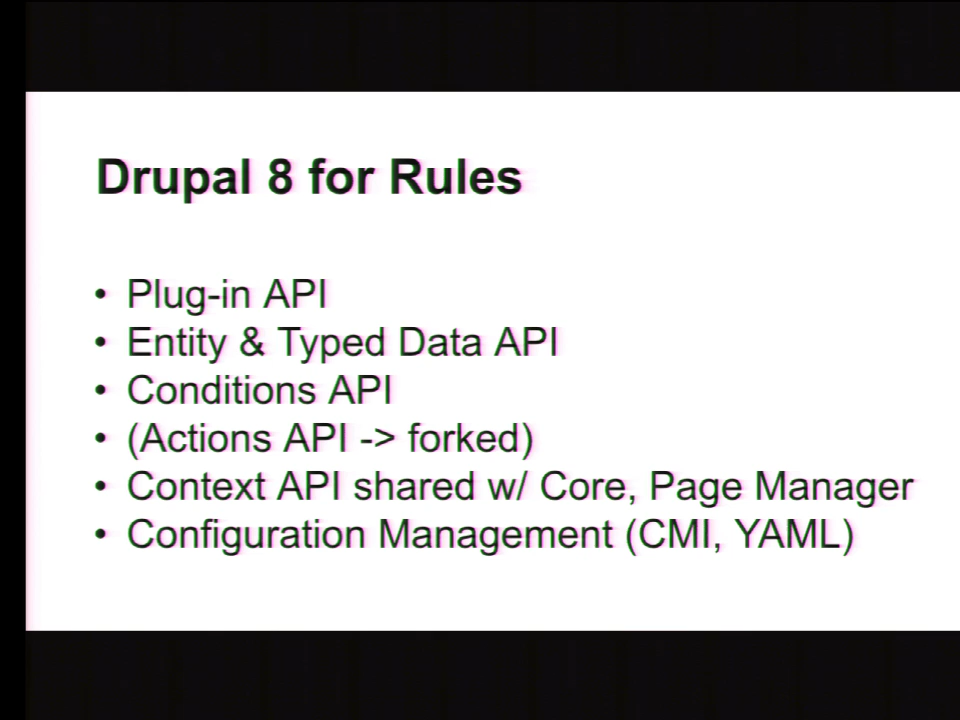 Drupal 8 for Rules
• Plug-in API
• Entity & Typed Data API
• Conditions API
• (Actions API -> forked)
• Context API shared w/ Core, Page Manager
• Configuration Management (CMI, YAML)